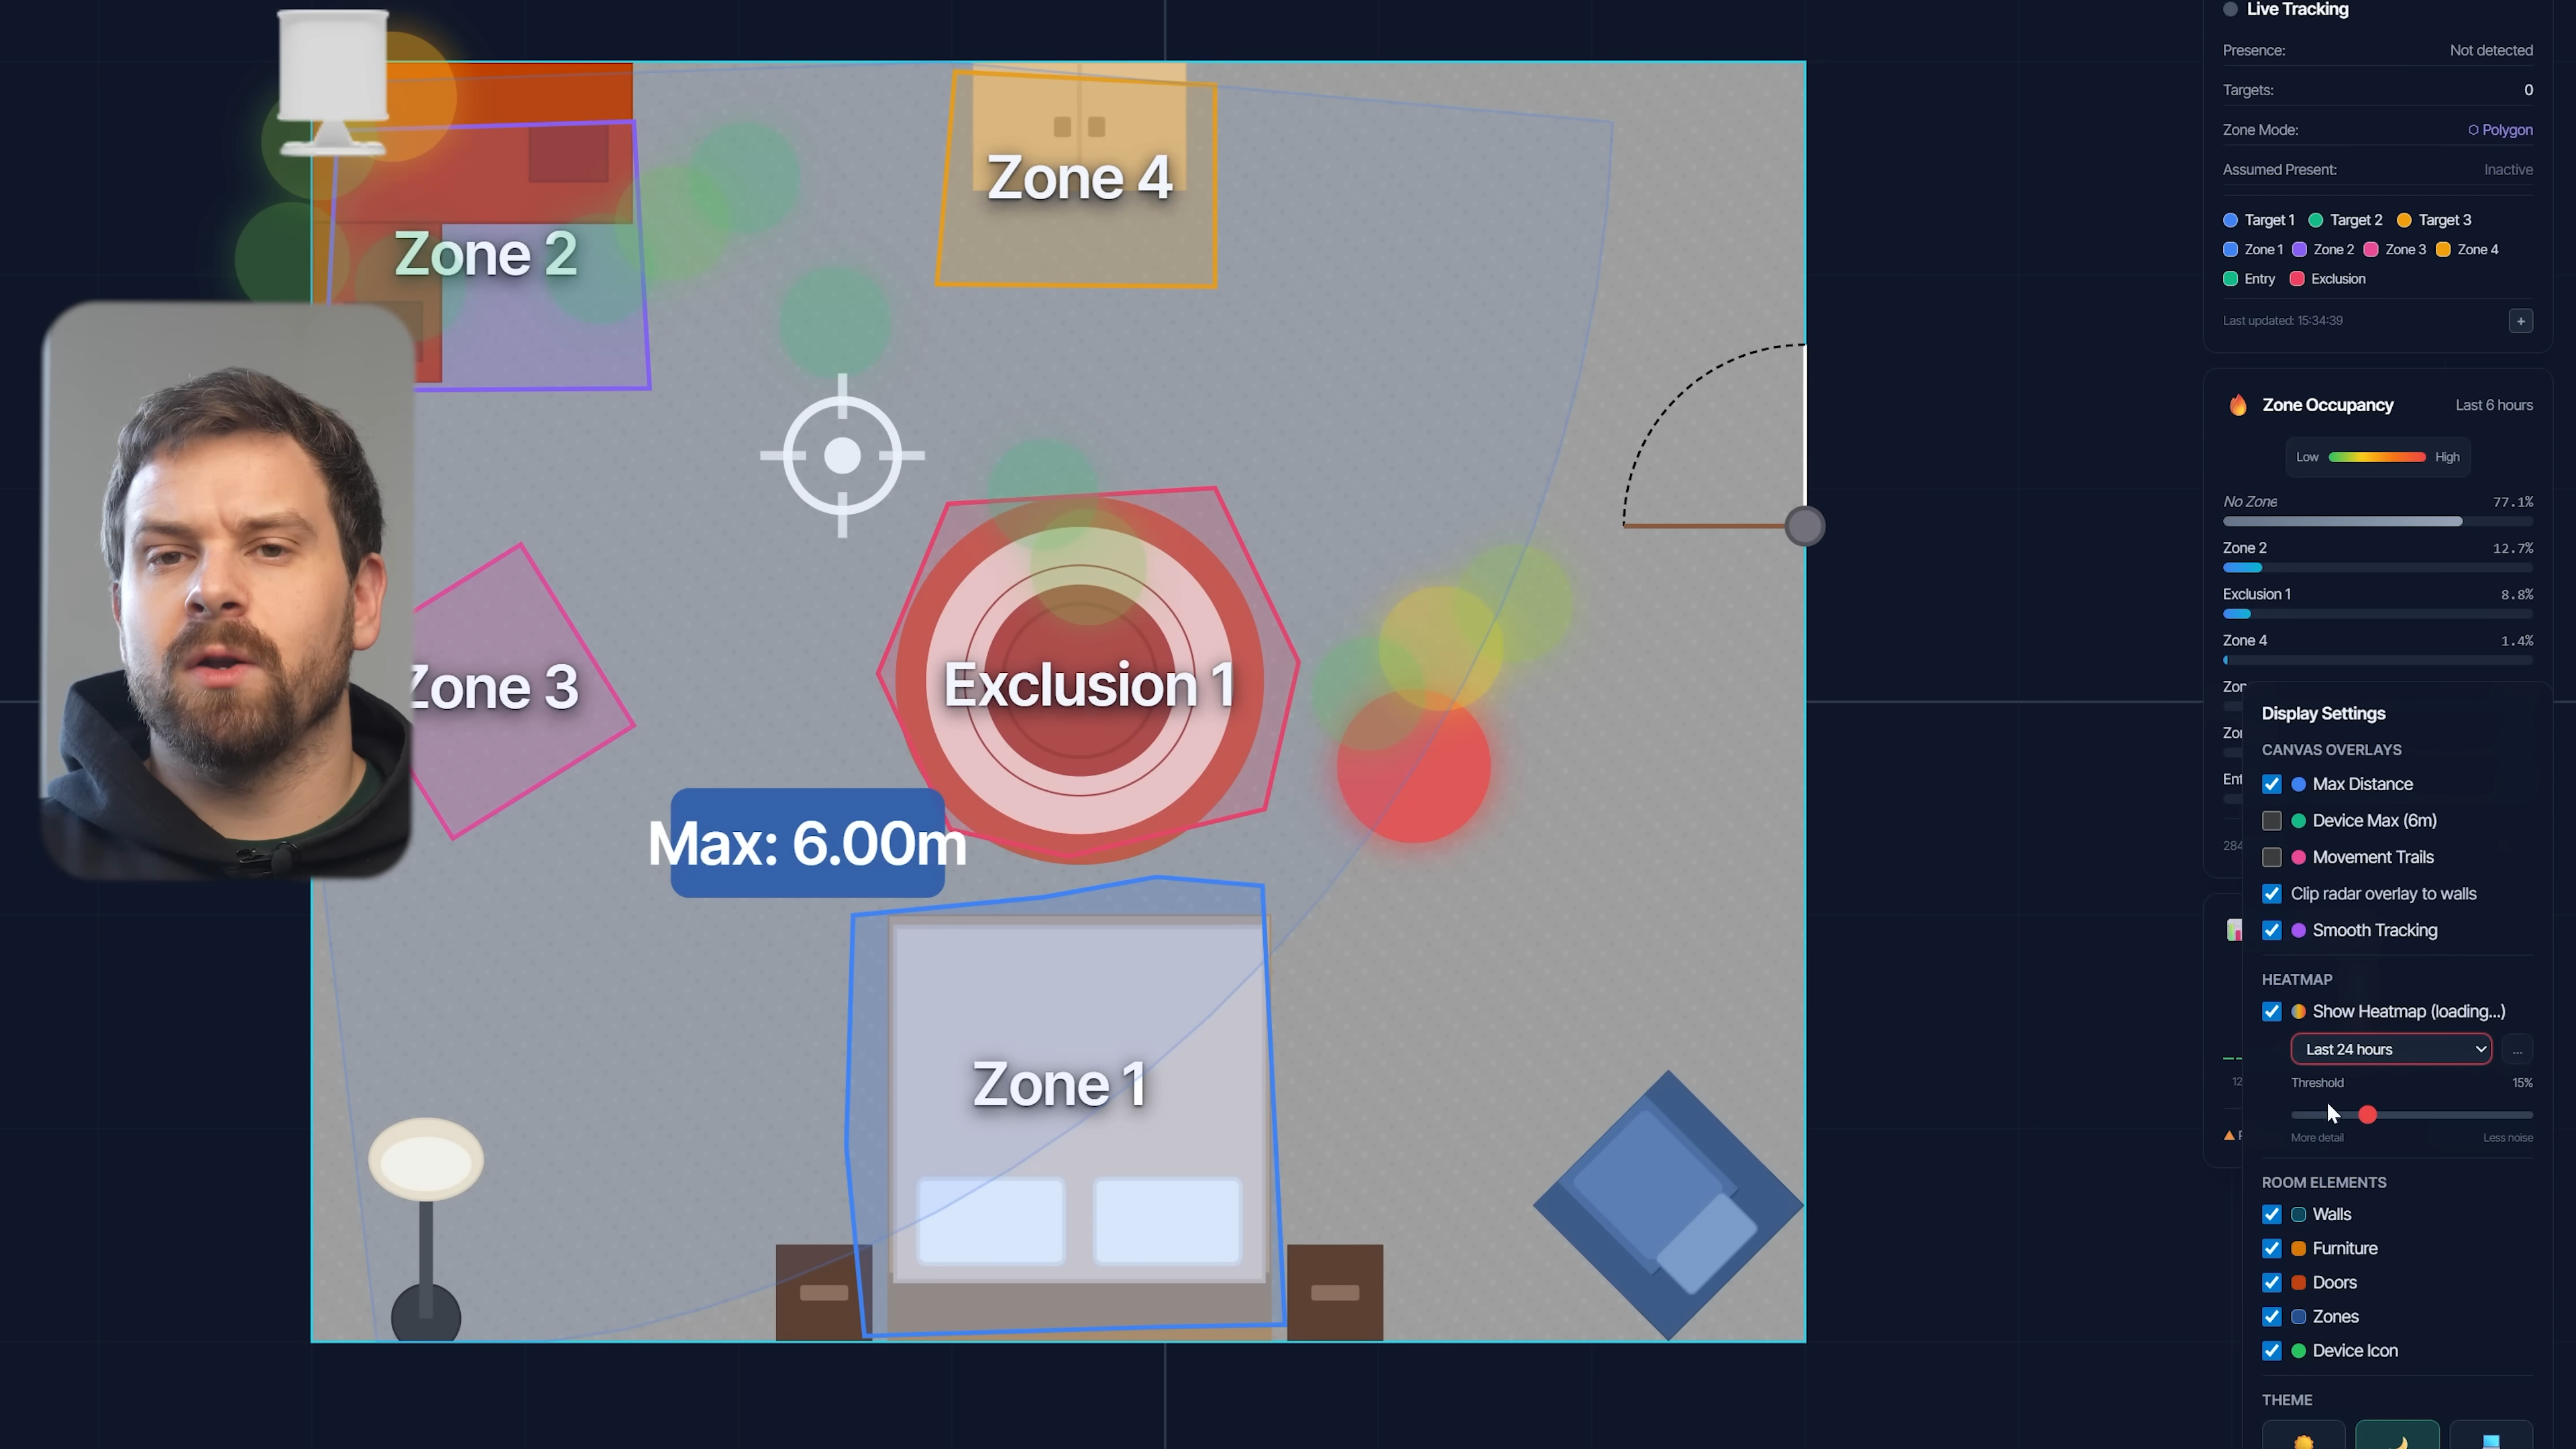 Live Tracking
Presence: Not detected
Targets: 0
Zone Mode: Polygon
Assumed Present: Inactive
Target 1 Target 2 Target 3
Zone 1 Zone 2 Zone 3 Zone 4
Entry Exclusion
Last updated: 15:34:39 +
Zone Occupancy Last 6 hours
Low High
No Zone 77.1%
Zone 2 12.7%
Exclusion 1 8.8%
Zone 4 1.4%
Display Settings
CANVAS OVERLAYS
Max Distance
Device Max (6m)
Movement Trails
Clip radar overlay to walls
Smooth Tracking
HEATMAP
Show Heatmap (loading...)
Last 24 hours ...
Threshold 15%
More detail Less noise
ROOM ELEMENTS
Walls
Furniture
Doors
Zones
Device Icon
THEME
Zone 4
Zone 2
Zone 3
Exclusion 1
Max: 6.00m
Zone 1